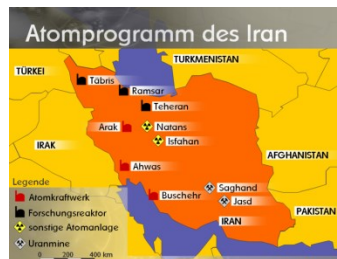 Atomprogramm des Iran
TURKMENISTAN
TÜRKEI
Täbris
Ramsar
Teheran
Arak
Natans
Isfahan
IRAK
AFGHANISTAN
Ahwas
Legende
Saghand
Buschehr
Atomkraftwerk
Jasd
Forschungsreaktor
PAKISTAN
sonstige Atomanlage
IRAN
Uranmine
0 200 400 km